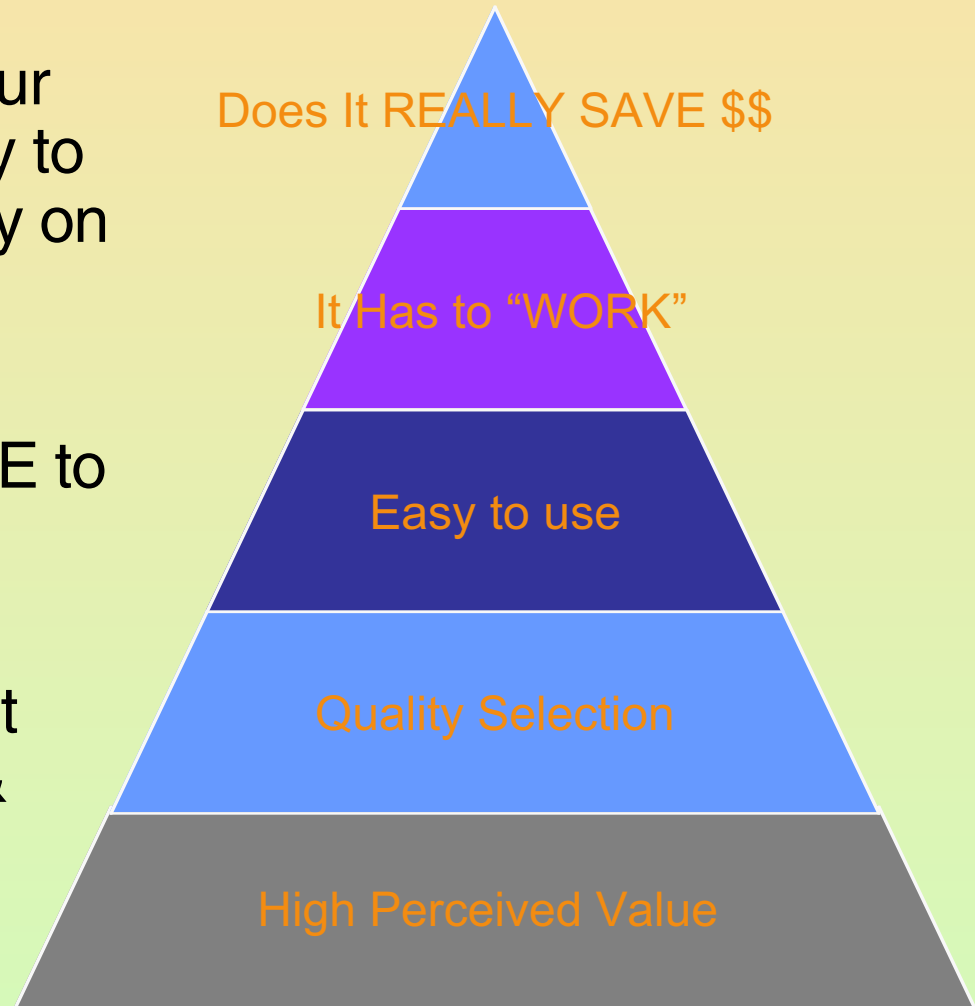 ur
y to
y on
E to
t
&
Does It REALLY SAVE $$
It Has to “WORK”
Easy to use
Quality Selection
High Perceived Value